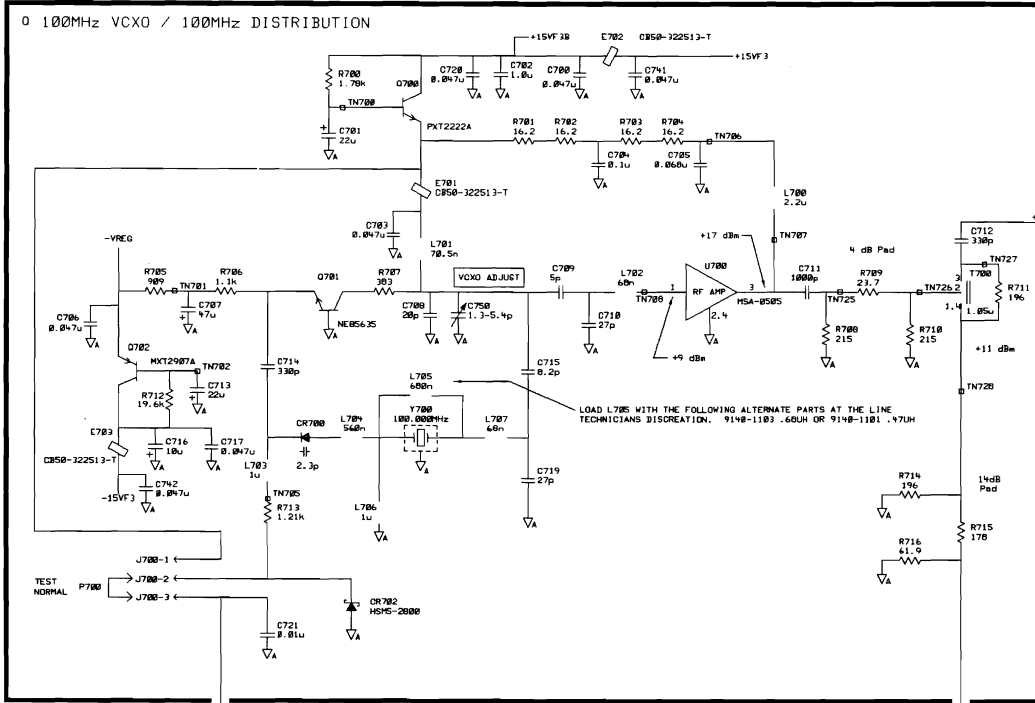 O 100MHz VCXO / 100MHz DISTRIBUTION
+15VF3B
E702 CB50-322513-T
+15VF3
R700
1.78k
Q700
C720
0.047u
C702
1.0u
C700
0.047u
C741
0.047u
TN700
PXT2222A
C701
22u
R701
16.2
R702
16.2
R703
16.2
R704
16.2
TN706
C704
0.1u
C705
0.068u
E701
CB50-322513-T
L700
2.2u
C703
0.047u
-VREG
L701
70.5n
+17 dBm
TN707
4 dB Pad
C712
330p
TN727
R705
909
TN701
R706
1.1k
Q701
R707
383
VCXO ADJUST
C709
5p
L702
68n
U700
RF AMP
C711
1000p
R709
23.7
T700
3
2
1.4
1.05u
R711
196
TN708
1
3
2.4
MSA-0505
TN725
TN726
C706
0.047u
C707
47u
NE85635
C708
20p
C750
1.3-5.4p
C710
27p
R708
215
R710
215
+9 dBm
+11 dBm
Q702
MXT2907A
TN702
C714
330p
C715
8.2p
C713
22u
R712
19.6k
L705
680n
TN728
LOAD L705 WITH THE FOLLOWING ALTERNATE PARTS AT THE LINE
TECHNICIANS DISCREATION. 9140-1103 .68UH OR 9140-1101 .47UH
CR700
2.3p
L704
560n
Y700
100.000MHz
L707
68n
E703
CB50-322513-T
C716
10u
C717
0.047u
L703
1u
C719
27p
-15VF3
C742
0.047u
TN705
R713
1.21k
L706
1u
R714
196
14dB
Pad
R715
178
R716
61.9
J700-1
TEST
NORMAL
P700
J700-2
J700-3
CR702
HSMS-2800
C721
0.01u
A